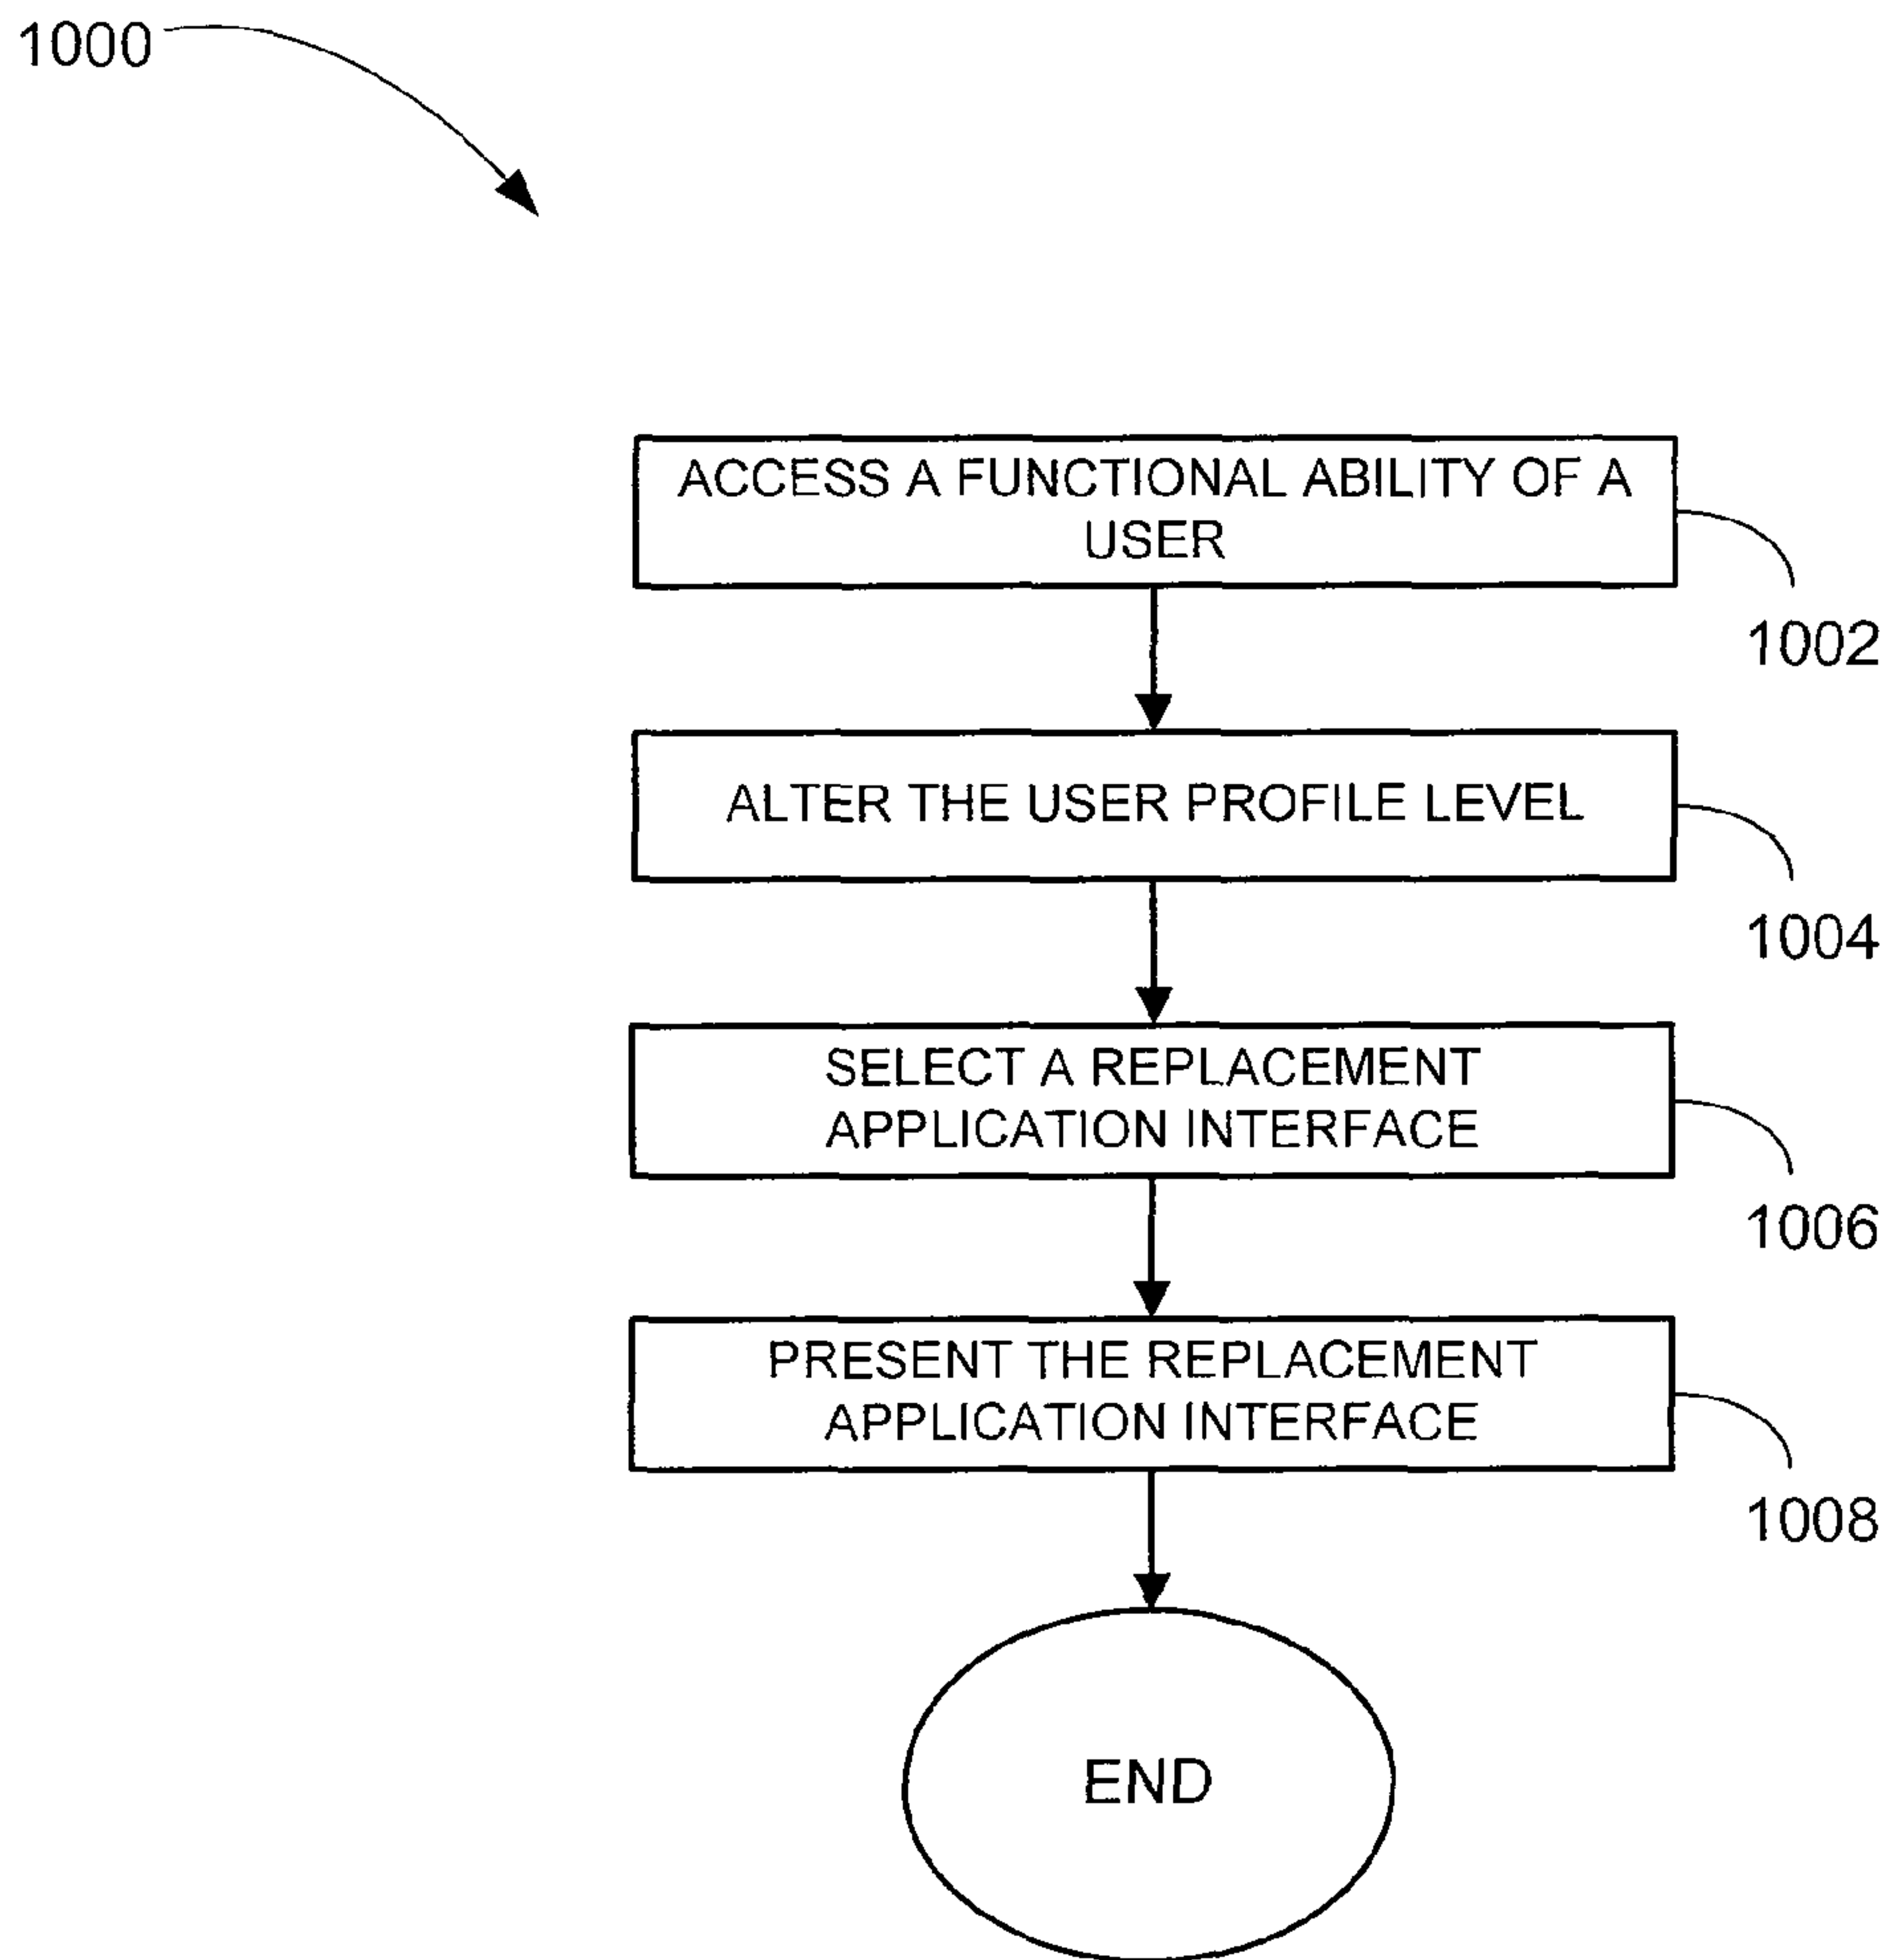 1000
ACCESS A FUNCTIONAL ABILITY OF A
USER
1002
ALTER THE USER PROFILE LEVEL
1004
SELECT A REPLACEMENT
APPLICATION INTERFACE
1006
PRESENT THE REPLACEMENT
APPLICATION INTERFACE
1008
END